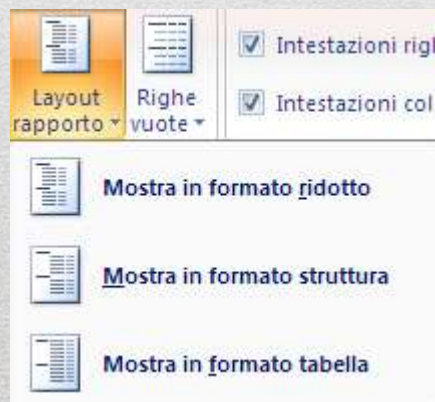 Layout rapporto
Righe vuote
Intestazioni rig
Intestazioni col
Mostra in formato ridotto
Mostra in formato struttura
Mostra in formato tabella